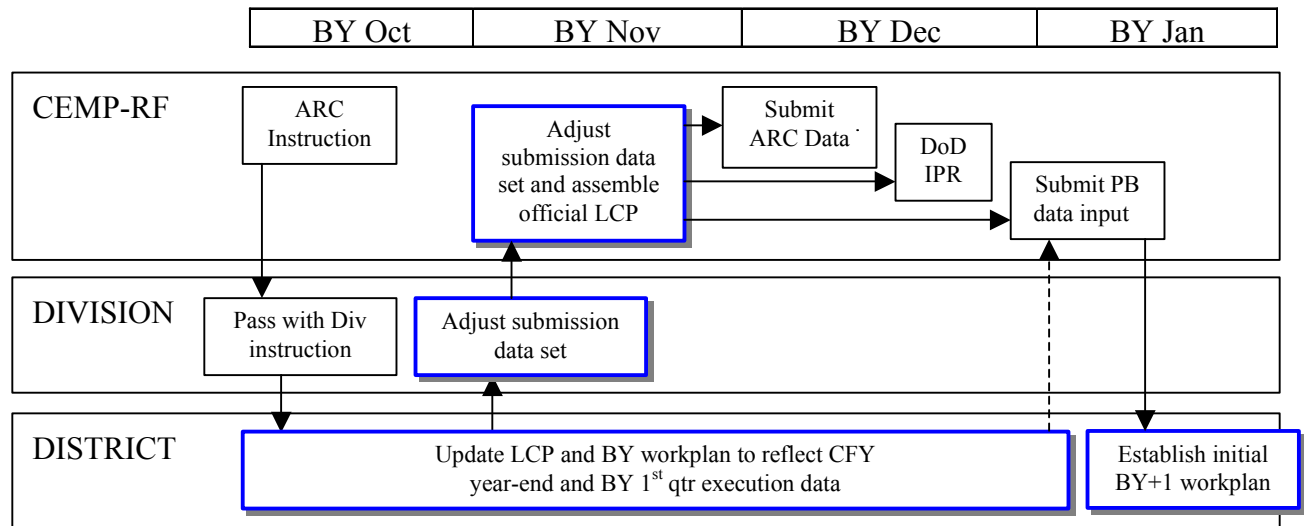 BY Oct
BY Nov
BY Dec
BY Jan
CEMP-RF
ARC
Instruction
Adjust
submission data
set and assemble
official LCP
Submit
ARC Data
DoD
IPR
Submit PB
data input
DIVISION
Pass with Div
instruction
Adjust submission
data set
DISTRICT
Update LCP and BY workplan to reflect CFY
year-end and BY 1st qtr execution data
Establish initial
BY+1 workplan